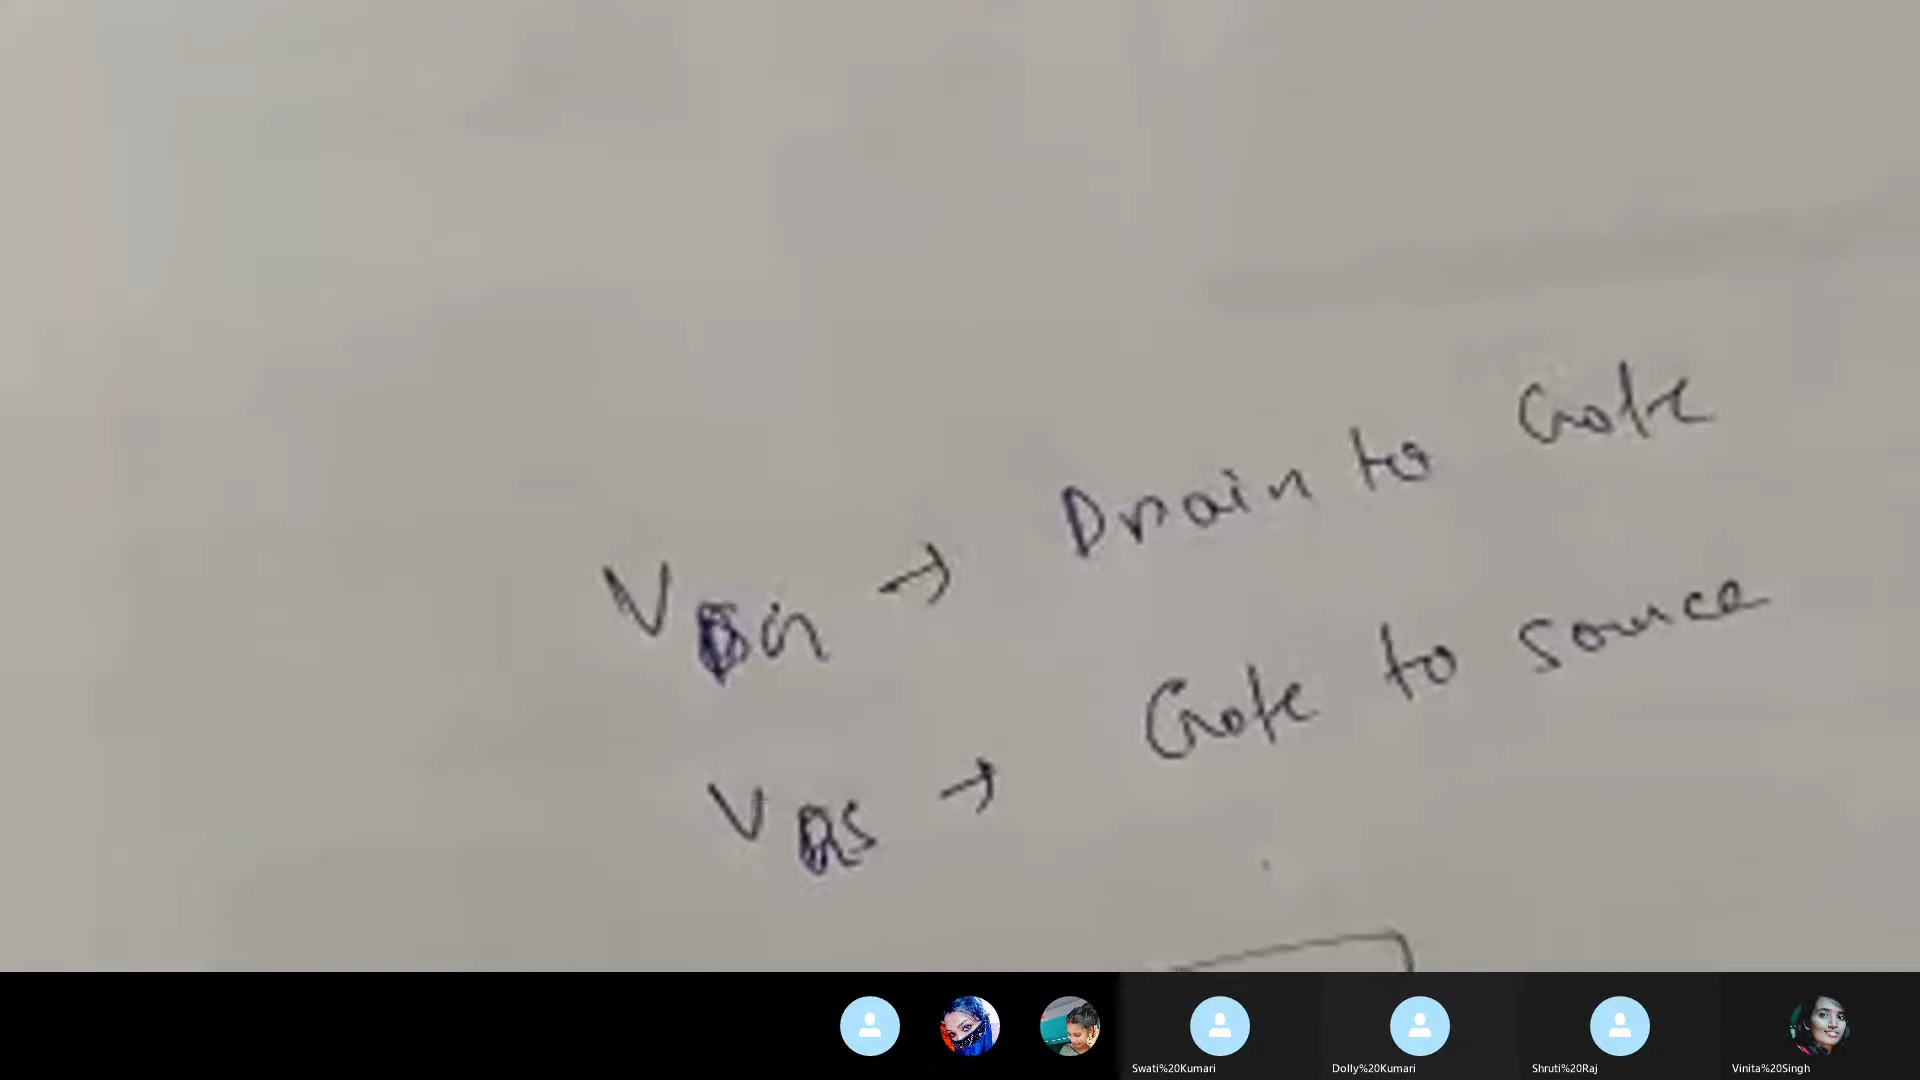 VDG → Drain to Gate
VGS → Gate to source
Swati%20Kumari
Dolly%20Kumari
Shruti%20Raj
Vinita%20Singh